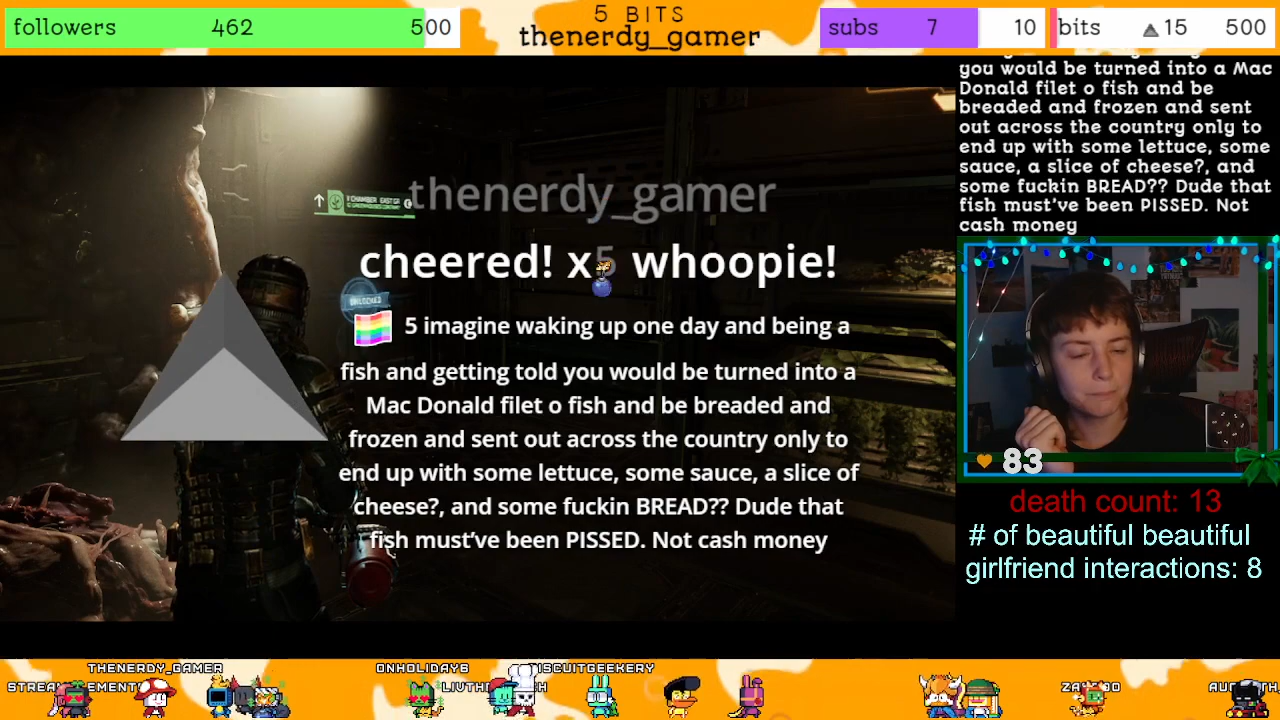 followers 462 500
5 BITS
thenerdy_gamer
subs 7 10
bits 15 500
you would be turned into a Mac
Donald filet o fish and be
breaded and frozen and sent
out across the country only to
end up with some lettuce, some
sauce, a slice of cheese?, and
some fuckin BREAD?? Dude that
fish must've been PISSED. Not
cash money
thenerdy_gamer
cheered! x5 whoopie!
UNLOCKED
5 imagine waking up one day and being a
fish and getting told you would be turned into a
Mac Donald filet o fish and be breaded and
frozen and sent out across the country only to
end up with some lettuce, some sauce, a slice of
cheese?, and some fuckin BREAD?? Dude that
fish must've been PISSED. Not cash money
83
death count: 13
# of beautiful beautiful
girlfriend interactions: 8
THENERDY_GAMER